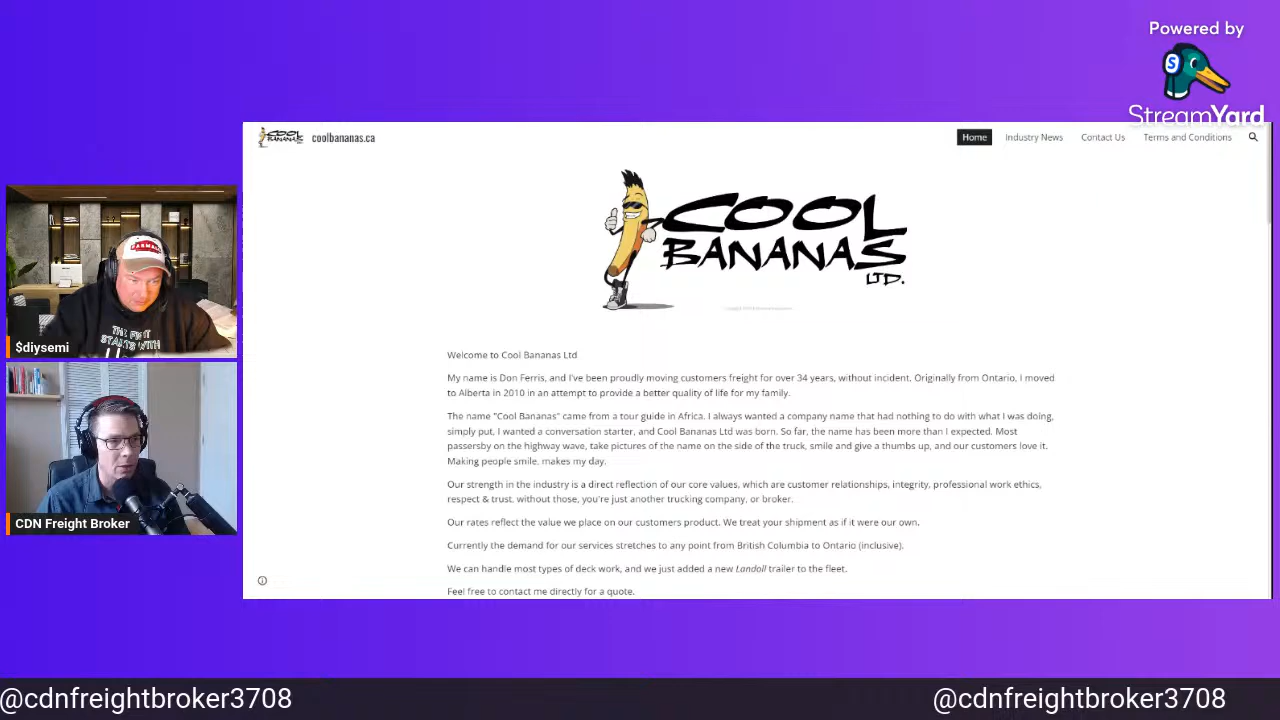 Powered by
S
StreamYard
COOL BANANAS
coolbananas.ca
Home
Industry News
Contact Us
Terms and Conditions
COOL
BANANAS
LTD.
Welcome to Cool Bananas Ltd
My name is Don Ferris, and I've been proudly moving customers freight for over 34 years, without incident. Originally from Ontario, I moved
to Alberta in 2010 in an attempt to provide a better quality of life for my family.
The name "Cool Bananas" came from a tour guide in Africa. I always wanted a company name that had nothing to do with what I was doing,
simply put, I wanted a conversation starter, and Cool Bananas Ltd was born. So far, the name has been more than I expected. Most
passersby on the highway wave, take pictures of the name on the side of the truck, smile and give a thumbs up, and our customers love it.
Making people smile, makes my day.
Our strength in the industry is a direct reflection of our core values, which are customer relationships, integrity, professional work ethics,
respect & trust, without those, you're just another trucking company, or broker.
Our rates reflect the value we place on our customers product. We treat your shipment as if it were our own.
Currently the demand for our services stretches to any point from British Columbia to Ontario (inclusive).
We can handle most types of deck work, and we just added a new Landoll trailer to the fleet.
Feel free to contact me directly for a quote.
THE
STARTS WITH
$diysemi
CDN Freight Broker
@cdnfreightbroker3708
@cdnfreightbroker3708